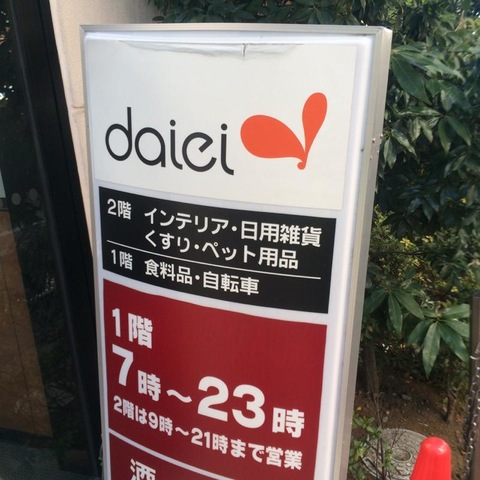 daiei
2階 インテリア・日用雑貨
くすり・ペット用品
1階 食料品・自転車
1階
7時～23時
2階は9時～21時まで営業
酒